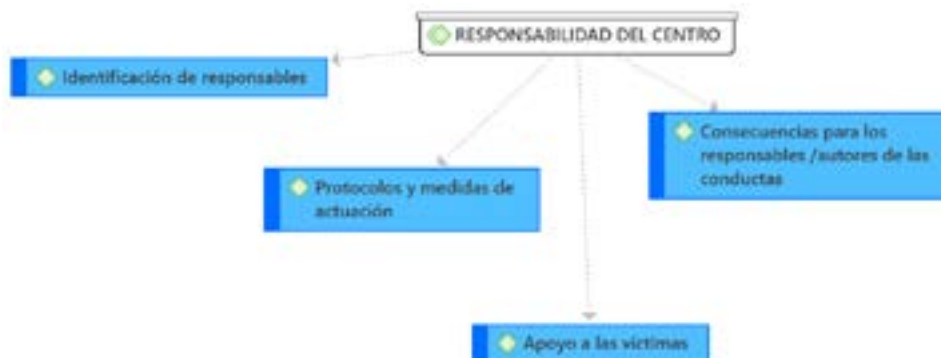 RESPONSABILIDAD DEL CENTRO
Identificación de responsables
Consecuencias para los
responsables /autores de las
conductas
Protocolos y medidas de
actuación
Apoyo a las víctimas